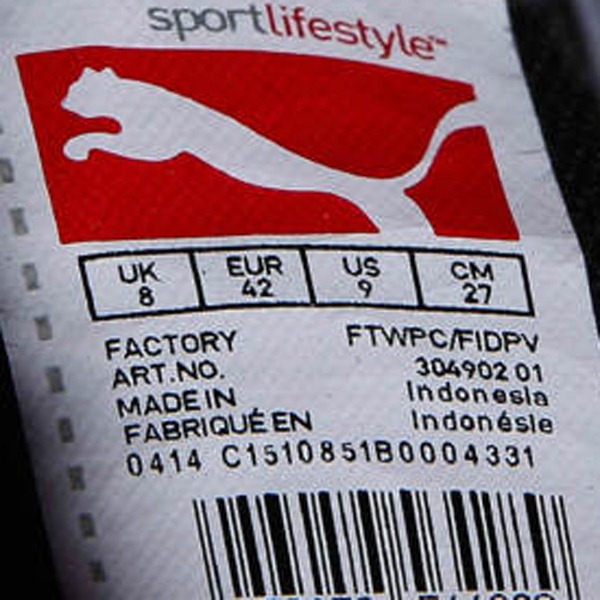 sportlifestyle™
UK EUR US CM
8 42 9 27
FACTORY FTWPC/FIDPV
ART.NO. 304902 01
MADE IN Indonesia
FABRIQUÉ EN Indonésie
0414 C1510851B0004331